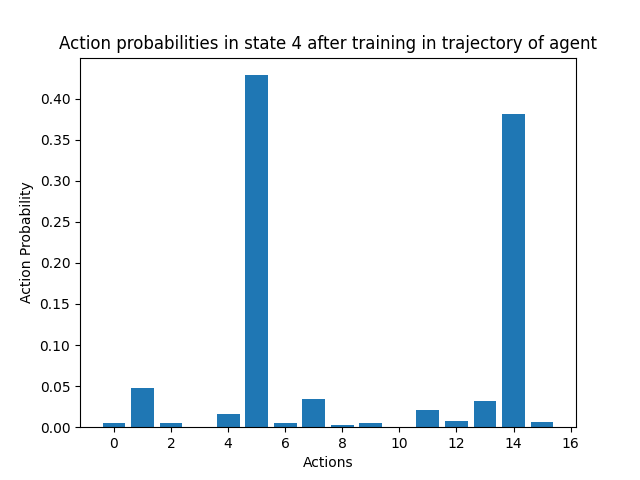 Action probabilities in state 4 after training in trajectory of agent
0.40
0.35
0.30
0.25
0.20
0.15
0.10
0.05
0.00
Action Probability
0 2 4 6 8 10 12 14 16
Actions